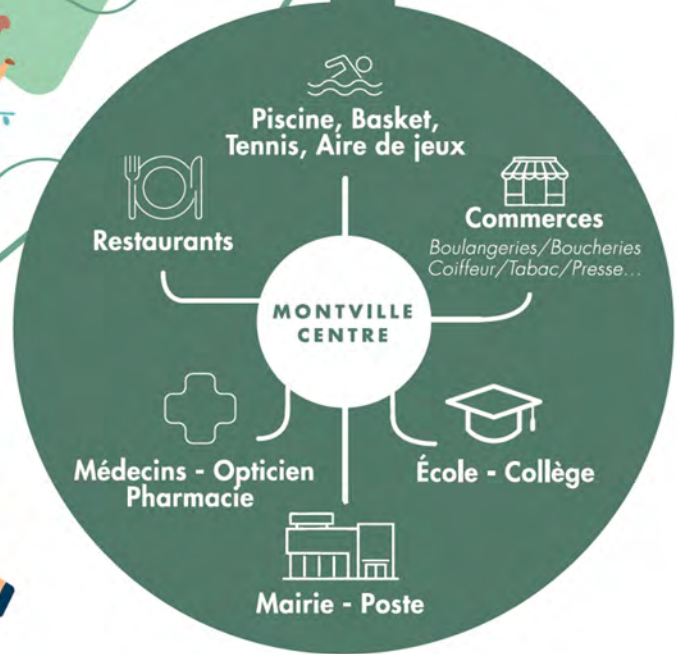 Piscine, Basket,
Tennis, Aire de jeux
Restaurants
Commerces
Boulangeries/Boucheries
Coiffeur/Tabac/Presse...
MONTVILLE
CENTRE
Médecins - Opticien
Pharmacie
École - Collège
Mairie - Poste